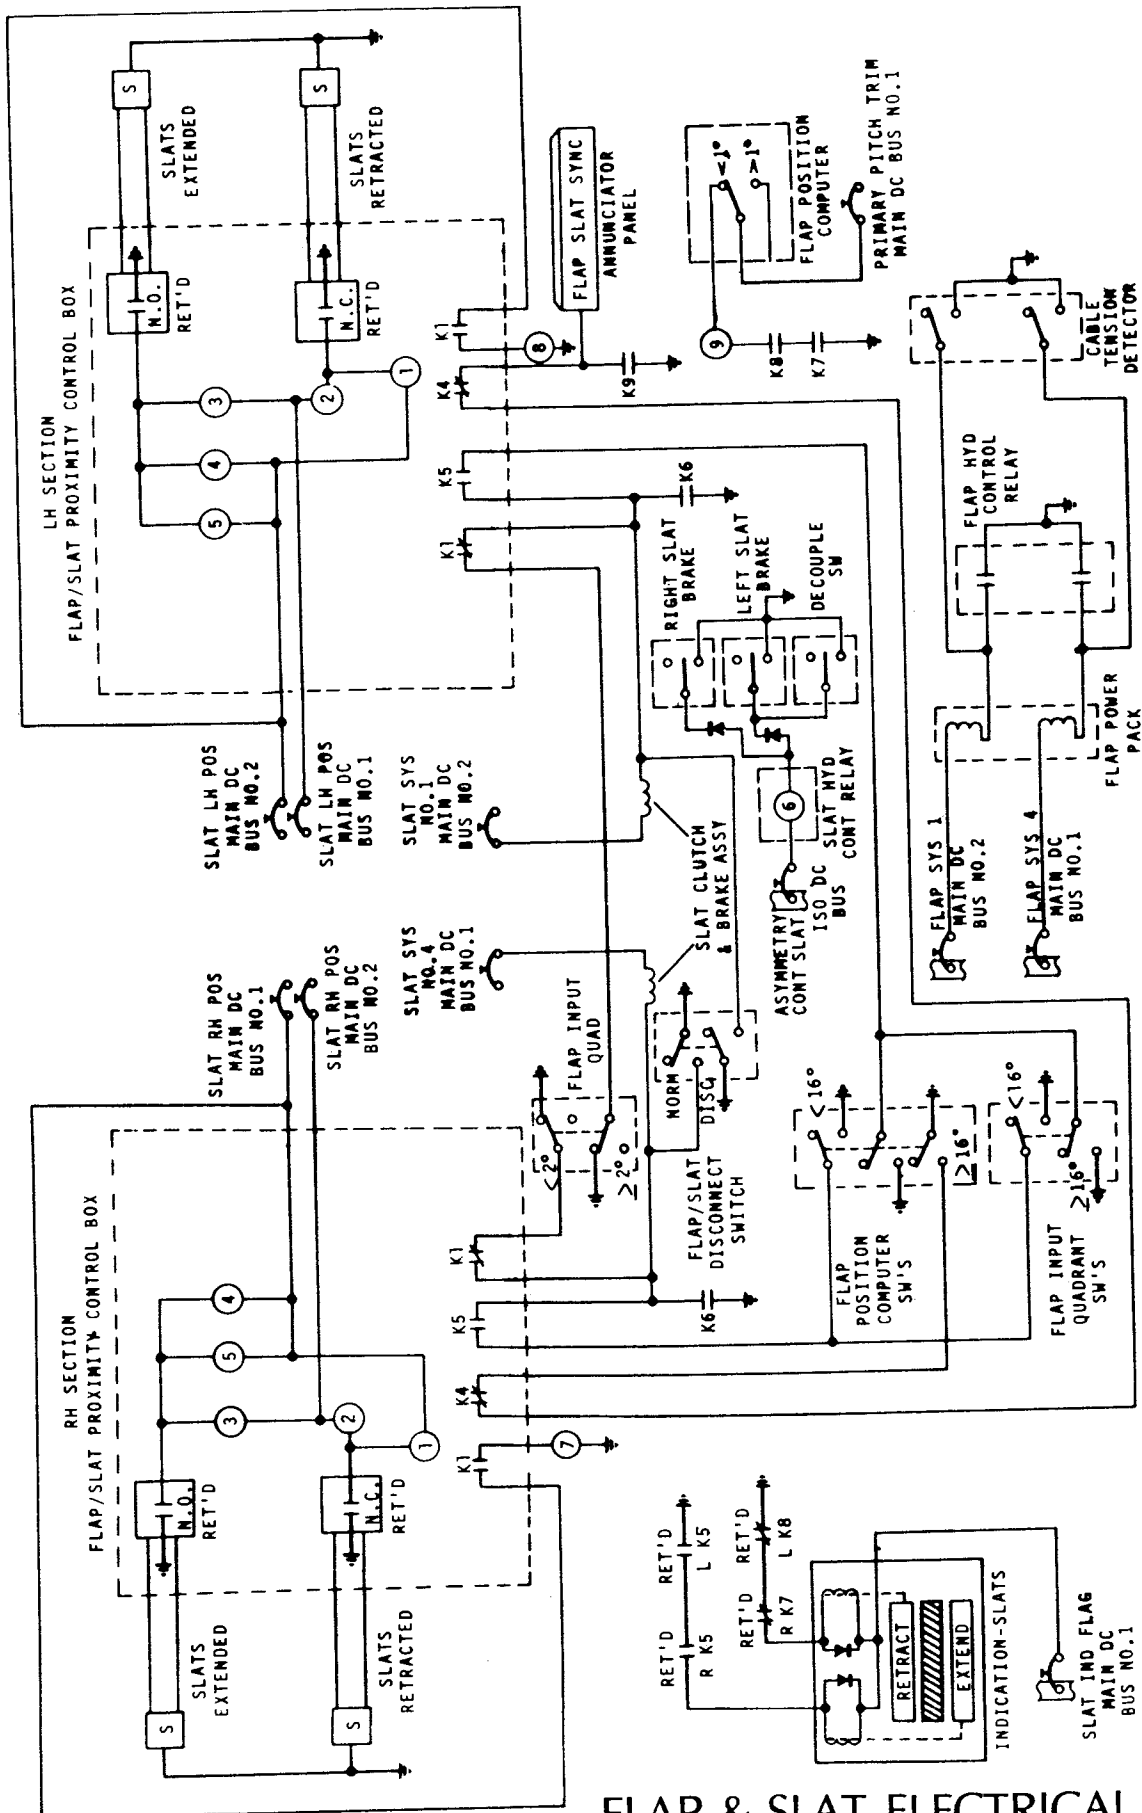 LH SECTION
FLAP/SLAT PROXIMITY CONTROL BOX
S
SLATS
EXTENDED
S
SLATS
RETRACTED
N.O.
RET'D
N.C.
RET'D
3
4
5
2
1
K1
K4
K5
K1
8
K9
K6
FLAP SLAT SYNC
ANNUNCIATOR
PANEL
<1°
>1°
FLAP POSITION
COMPUTER
PRIMARY PITCH TRIM
MAIN DC BUS NO.1
9
K8
K7
CABLE
TENSION
DETECTOR
FLAP HYD
CONTROL
RELAY
RIGHT SLAT
BRAKE
LEFT SLAT
BRAKE
DECOUPLE
SW
6
SLAT HYD
CONT RELAY
ASYMMETRY
CONT SLAT
ISO DC
BUS
FLAP POWER
PACK
FLAP SYS 1
MAIN DC
BUS NO.2
FLAP SYS 4
MAIN DC
BUS NO.1
SLAT LH POS
MAIN DC
BUS NO.2
SLAT LH POS
MAIN DC
BUS NO.1
SLAT SYS
NO.1
MAIN DC
BUS NO.2
SLAT CLUTCH
& BRAKE ASSY
SLAT SYS
NO.4
MAIN DC
BUS NO.1
SLAT RH POS
MAIN DC
BUS NO.1
SLAT RH POS
MAIN DC
BUS NO.2
RH SECTION
FLAP/SLAT PROXIMITY CONTROL BOX
4
5
3
2
1
N.O.
RET'D
N.C.
RET'D
S
SLATS
EXTENDED
S
SLATS
RETRACTED
K1
K5
K4
K1
7
K6
<2°
≥2°
FLAP INPUT
QUAD
NORM
DISC
FLAP/SLAT
DISCONNECT
SWITCH
<16°
≥16°
FLAP
POSITION
COMPUTER
SW'S
<16°
≥16°
FLAP INPUT
QUADRANT
SW'S
RET'D
R K5
RET'D
L K5
RET'D
R K7
RET'D
L K8
RETRACT
EXTEND
INDICATION-SLATS
SLAT IND FLAG
MAIN DC
BUS NO.1
FLAP & SLAT ELECTRICAL